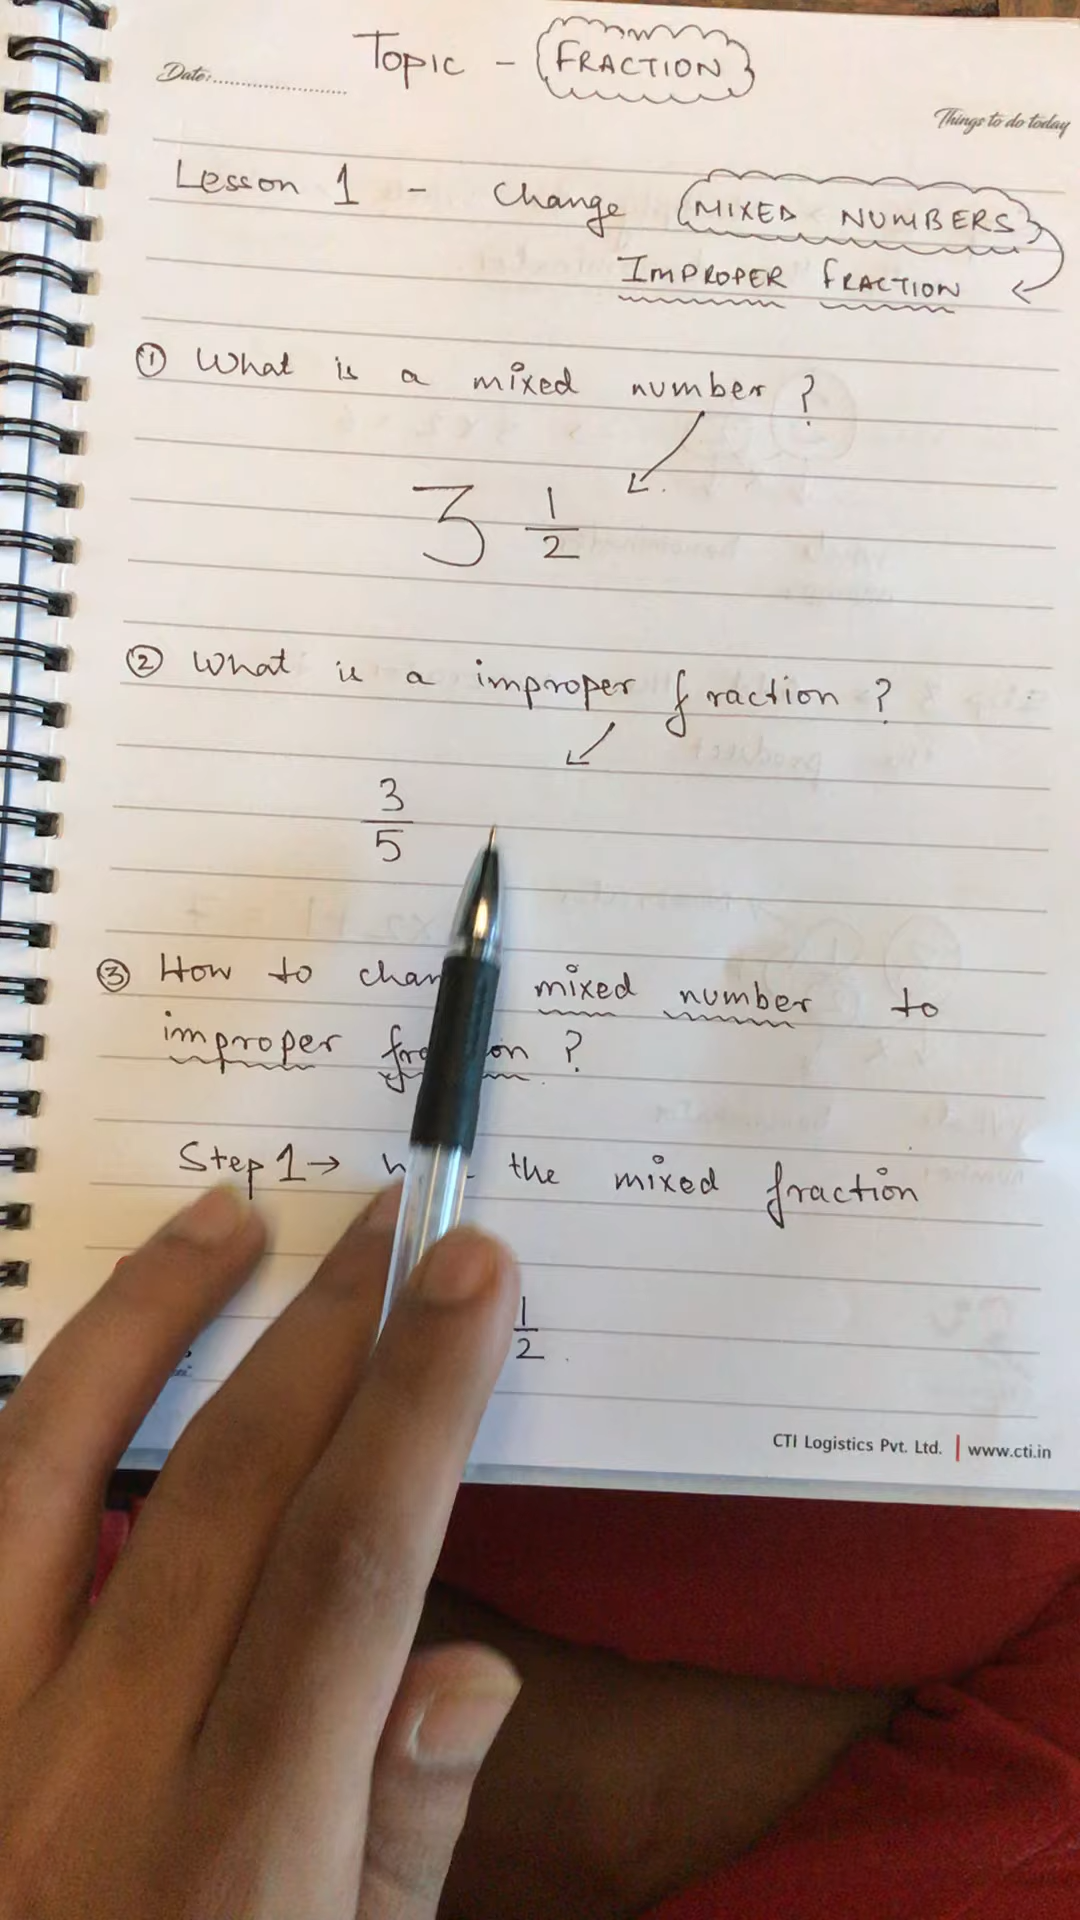 Topic - FRACTION
Date:
Things to do today
Lesson 1 - Change MIXED NUMBERS
IMPROPER FRACTION
① What is a mixed number ?
3 1/2
② What is a improper fraction ?
3/5
③ How to chan mixed number to
improper fra on ?
Step 1 → the mixed fraction
1/2
CTI Logistics Pvt. Ltd. | www.cti.in